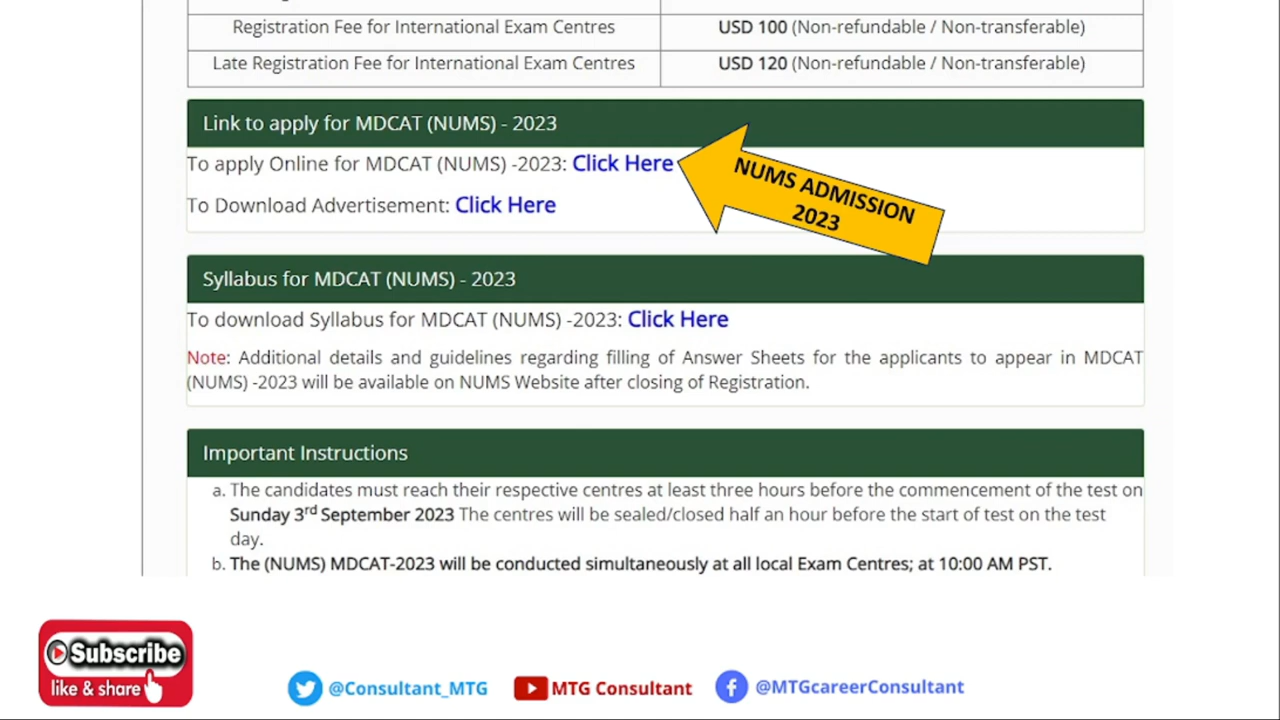 Registration Fee for International Exam Centres USD 100 (Non-refundable / Non-transferable)
Late Registration Fee for International Exam Centres USD 120 (Non-refundable / Non-transferable)
Link to apply for MDCAT (NUMS) - 2023
To apply Online for MDCAT (NUMS) -2023: Click Here
NUMS ADMISSION
2023
To Download Advertisement: Click Here
Syllabus for MDCAT (NUMS) - 2023
To download Syllabus for MDCAT (NUMS) -2023: Click Here
Note: Additional details and guidelines regarding filling of Answer Sheets for the applicants to appear in MDCAT
(NUMS) -2023 will be available on NUMS Website after closing of Registration.
Important Instructions
a. The candidates must reach their respective centres at least three hours before the commencement of the test on
Sunday 3rd September 2023 The centres will be sealed/closed half an hour before the start of test on the test
day.
b. The (NUMS) MDCAT-2023 will be conducted simultaneously at all local Exam Centres; at 10:00 AM PST.
Subscribe
like & share
@Consultant_MTG
MTG Consultant
@MTGcareerConsultant